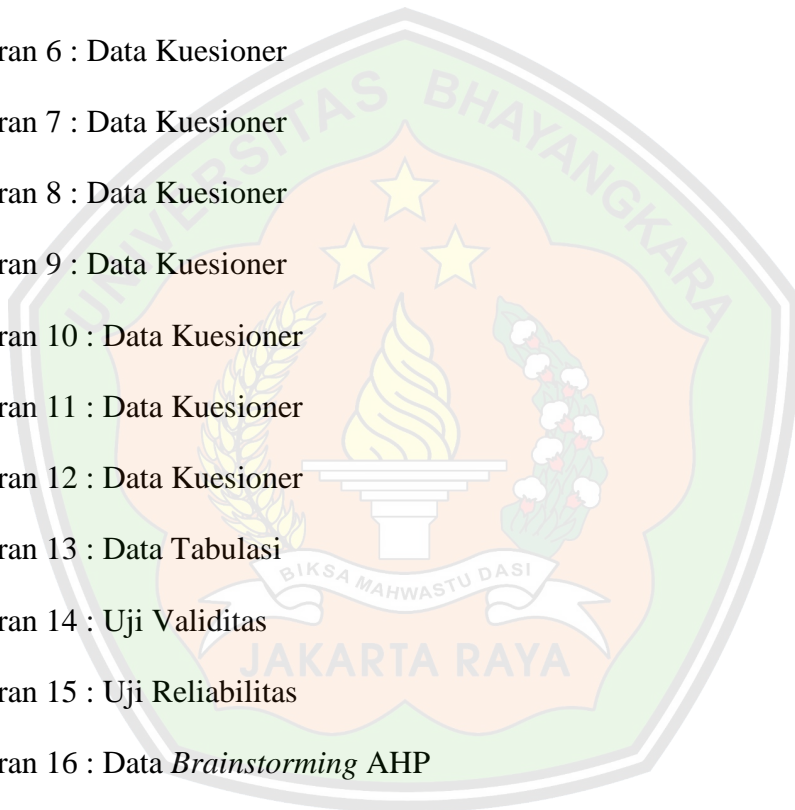 ran 6 : Data Kuesioner
ran 7 : Data Kuesioner
ran 8 : Data Kuesioner
ran 9 : Data Kuesioner
ran 10 : Data Kuesioner
ran 11 : Data Kuesioner
ran 12 : Data Kuesioner
ran 13 : Data Tabulasi
ran 14 : Uji Validitas
ran 15 : Uji Reliabilitas
ran 16 : Data Brainstorming AHP
UNIVERSITAS BHAYANGKARA
BIKSA MAHWASTU DASI
JAKARTA RAYA